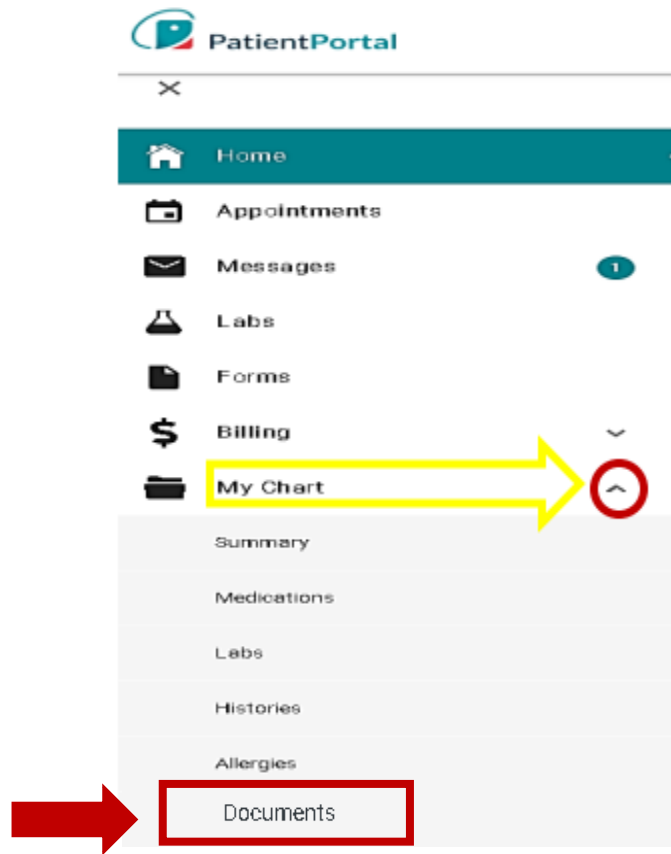 PatientPortal
Home
Appointments
Messages 1
Labs
Forms
Billing
My Chart
Summary
Medications
Labs
Histories
Allergies
Documents